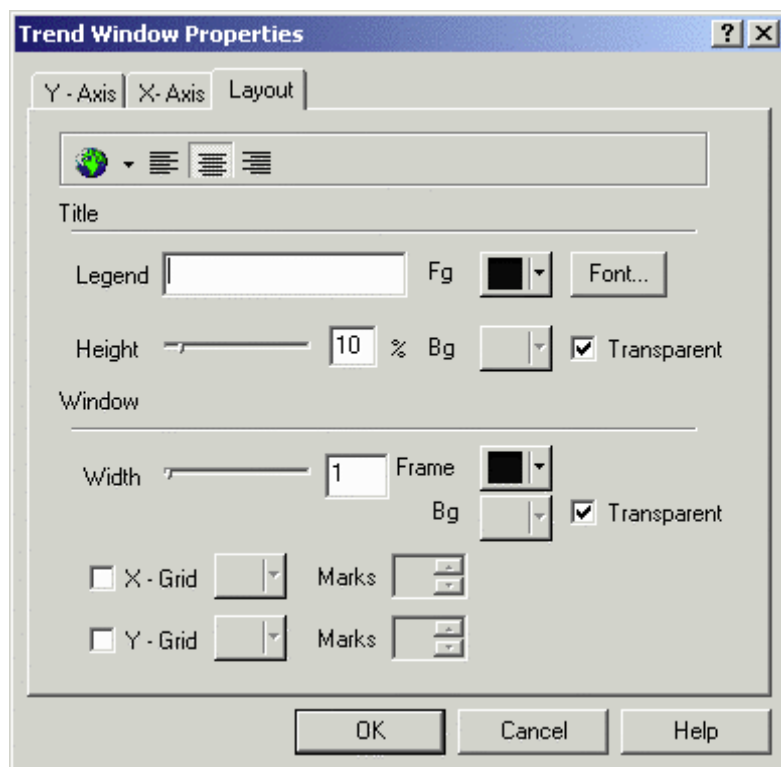 Trend Window Properties
Y - Axis X- Axis Layout
Title
Legend Fg Font...
Height 10 % Bg Transparent
Window
Width 1 Frame
Bg Transparent
X - Grid Marks
Y - Grid Marks
OK Cancel Help